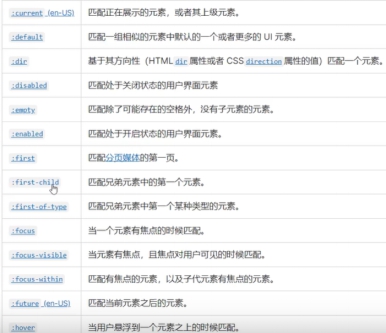 :current (en-US) 匹配正在展示的元素，或者其上级元素。
:default 匹配一组相似的元素中默认的一个或者更多的 UI 元素。
:dir 基于其方向性（HTML dir 属性或者 CSS direction 属性的值）匹配一个元素。
:disabled 匹配处于关闭状态的用户界面元素
:empty 匹配除了可能存在的空格外，没有子元素的元素。
:enabled 匹配处于开启状态的用户界面元素。
:first 匹配分页媒体的第一页。
:first-child 匹配兄弟元素中的第一个元素。
:first-of-type 匹配兄弟元素中第一个某种类型的元素。
:focus 当一个元素有焦点的时候匹配。
:focus-visible 当元素有焦点，且焦点对用户可见的时候匹配。
:focus-within 匹配有焦点的元素，以及子代元素有焦点的元素。
:future (en-US) 匹配当前元素之后的元素。
:hover 当用户悬浮到一个元素之上的时候匹配。